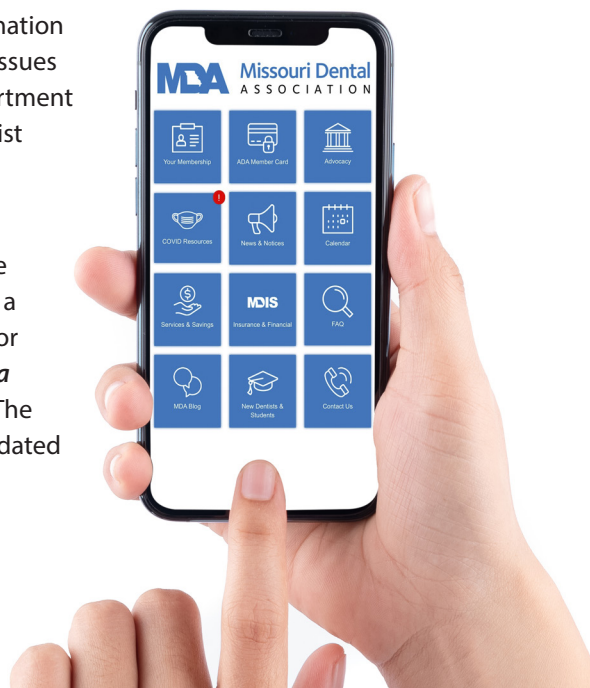 nation
ssues
rtment
ist
e
a
or
a
The
dated
MDA Missouri Dental
ASSOCIATION
Your Membership
ADA Member Card
Advocacy
!
COVID Resources
News & Notices
Calendar
Services & Savings
MDIS
Insurance & Financial
FAQ
MDA Blog
New Dentists &
Students
Contact Us